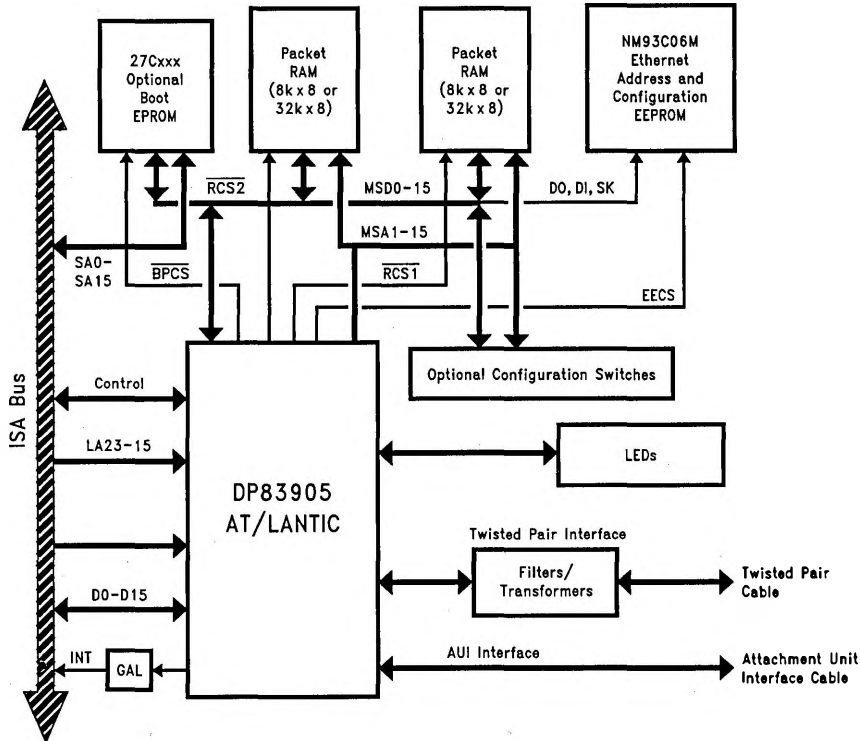 27Cxxx
Optional
Boot
EPROM
Packet
RAM
(8k x 8 or
32k x 8)
Packet
RAM
(8k x 8 or
32k x 8)
NM93C06M
Ethernet
Address and
Configuration
EEPROM
RCS2
MSD0-15
DO, DI, SK
MSA1-15
SA0-
SA15
BPCS
RCS1
EECS
Optional Configuration Switches
ISA Bus
Control
LA23-15
DP83905
AT/LANTIC
LEDs
Twisted Pair Interface
Filters/
Transformers
Twisted Pair
Cable
D0-D15
INT
GAL
AUI Interface
Attachment Unit
Interface Cable